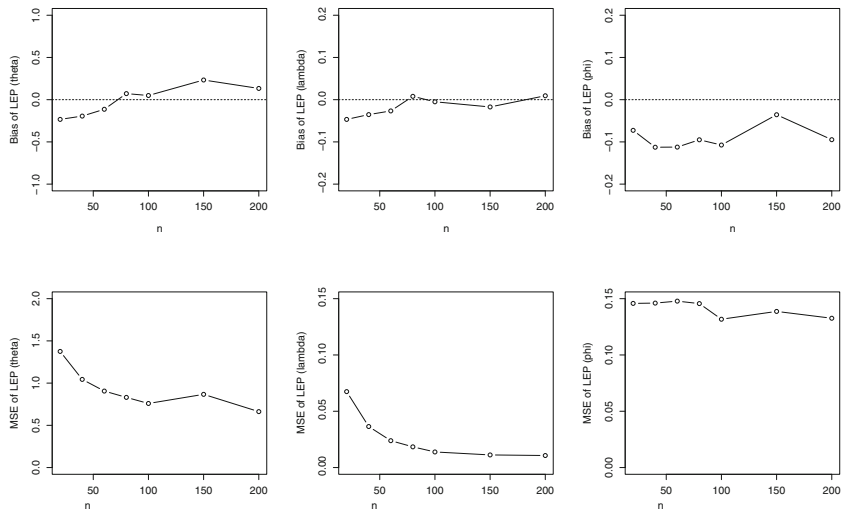 Bias of LEP (theta)
1.0
0.5
0.0
−0.5
−1.0
50 100 150 200
n
Bias of LEP (lambda)
0.2
0.1
0.0
−0.1
−0.2
50 100 150 200
n
Bias of LEP (phi)
0.2
0.1
0.0
−0.1
−0.2
50 100 150 200
n
MSE of LEP (theta)
2.0
1.5
1.0
0.5
0.0
50 100 150 200
n
MSE of LEP (lambda)
0.15
0.10
0.05
0.00
50 100 150 200
n
MSE of LEP (phi)
0.15
0.10
0.05
0.00
50 100 150 200
n